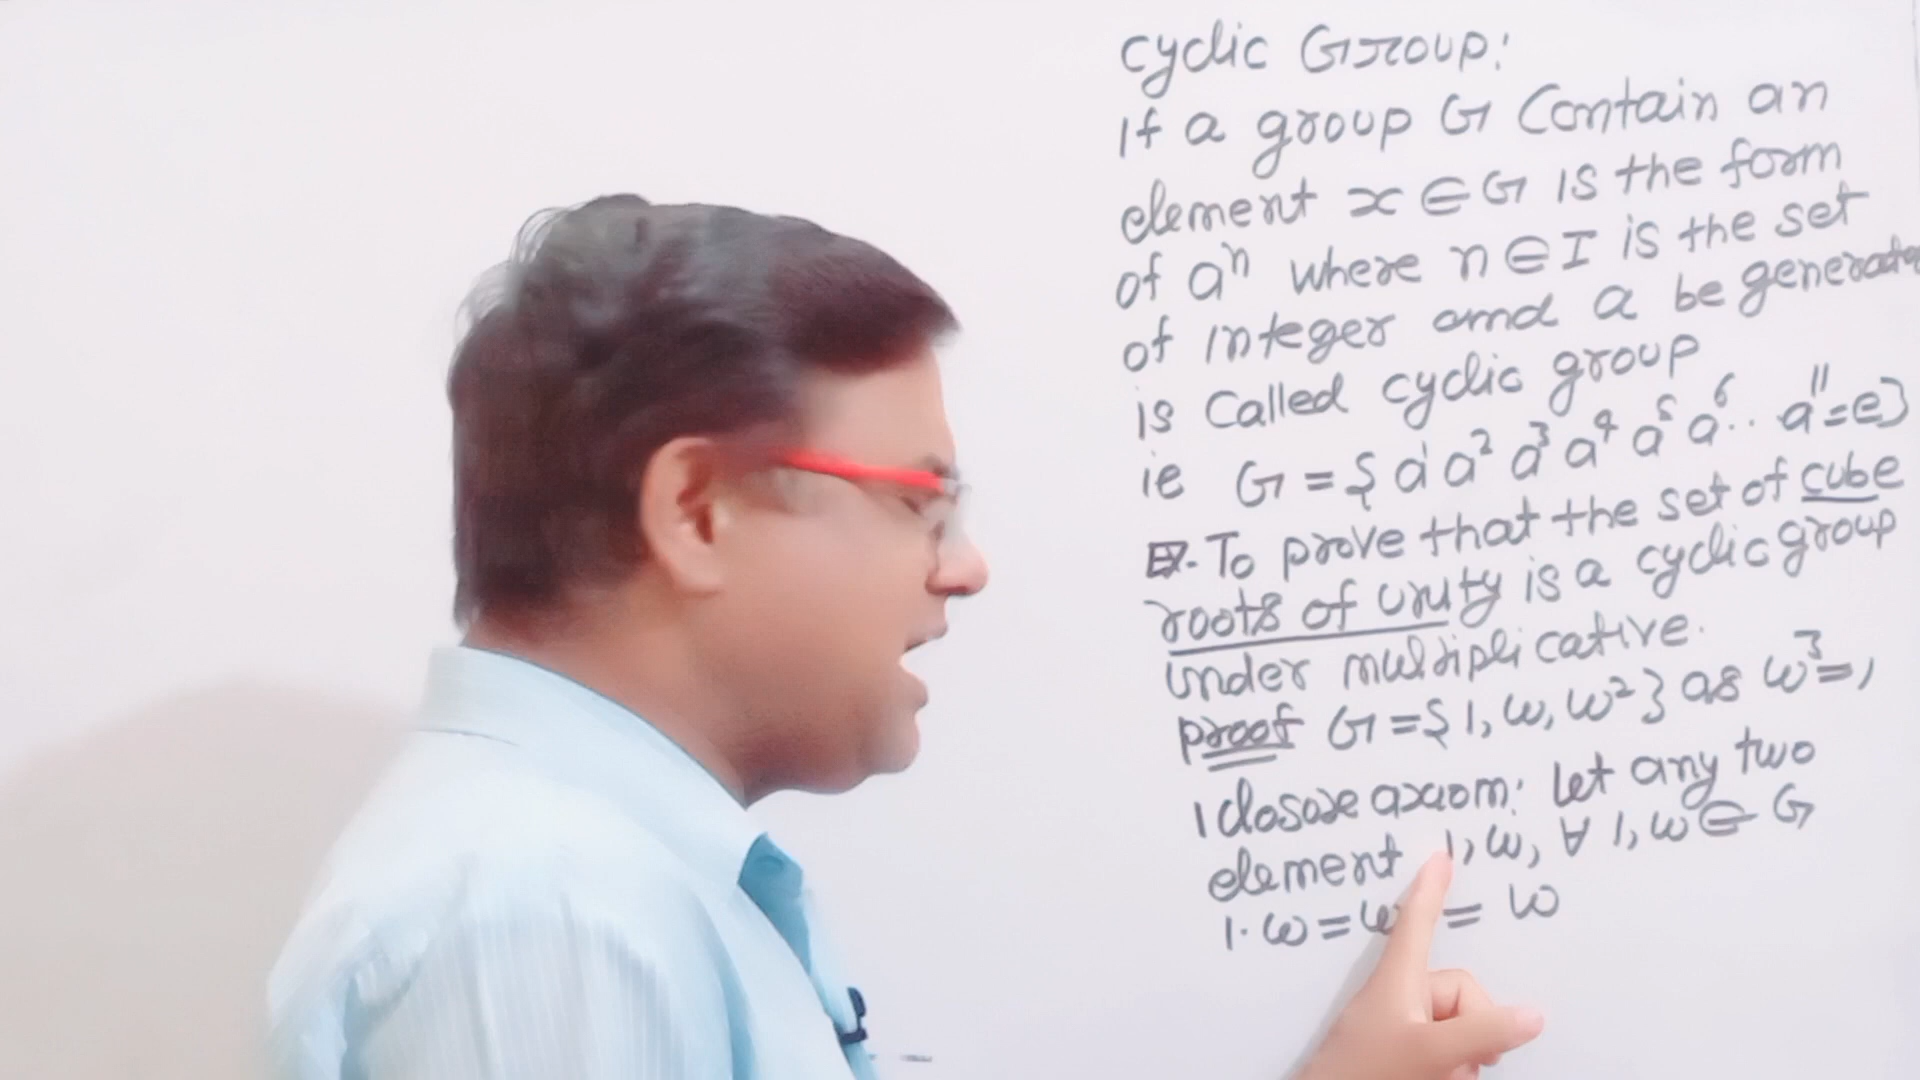 cyclic Group:
If a group G Contain an
element x ∈ G is the form
of aⁿ where n ∈ I is the set
of integer and a be generator
is Called cyclic group
ie G = { a¹ a² a³ a⁴ a⁵ a⁶ .. a¹¹ = e}
Ex. To prove that the set of cube
roots of unity is a cyclic group
under multiplicative.
proof G = { 1, ω, ω² } as ω³ = 1
1 closore axiom: Let any two
element 1, ω, ∀ 1, ω ∈ G
1·ω = ω = ω